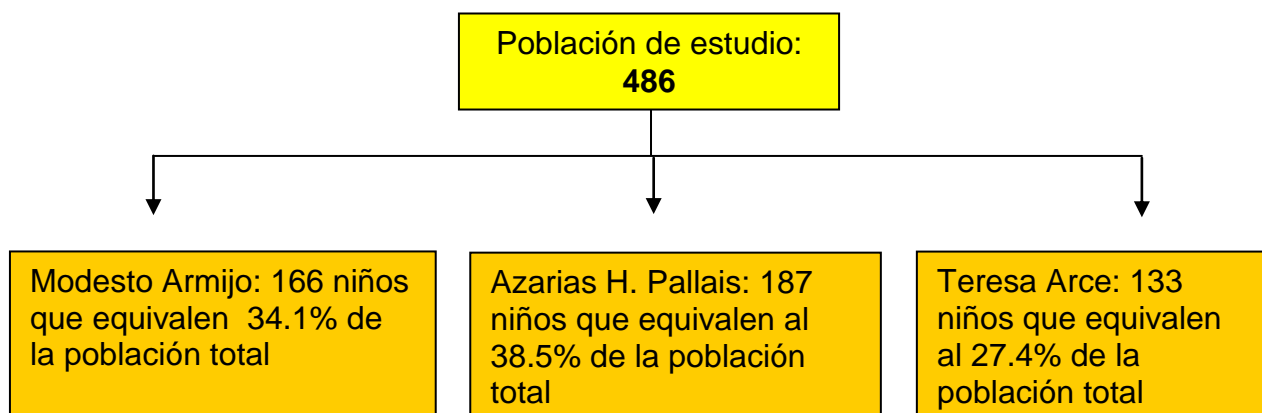 Población de estudio:
486
Modesto Armijo: 166 niños
que equivalen 34.1% de
la población total
Azarias H. Pallais: 187
niños que equivalen al
38.5% de la población
total
Teresa Arce: 133
niños que equivalen
al 27.4% de la
población total